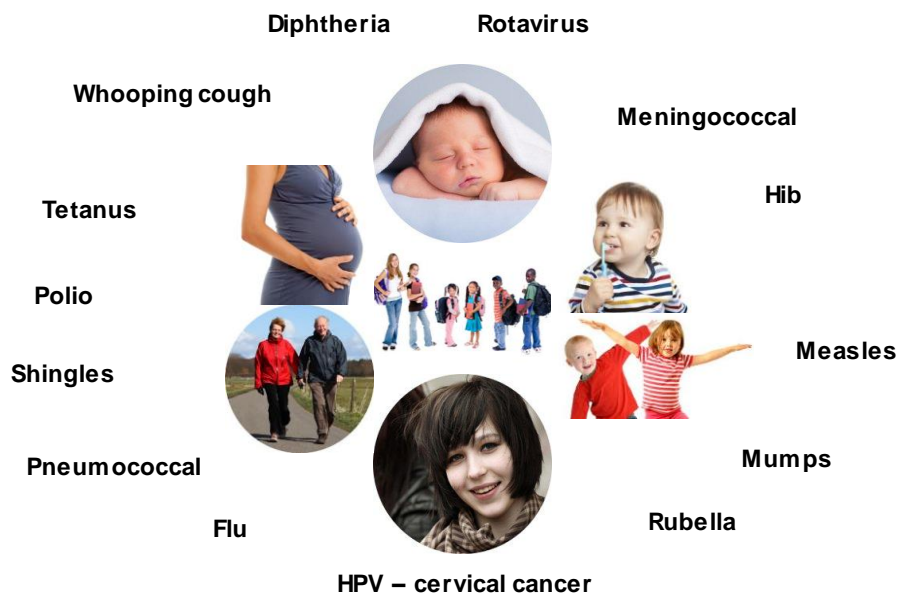 Diphtheria
Rotavirus
Whooping cough
Meningococcal
Hib
Tetanus
Polio
Measles
Shingles
Mumps
Pneumococcal
Rubella
Flu
HPV – cervical cancer